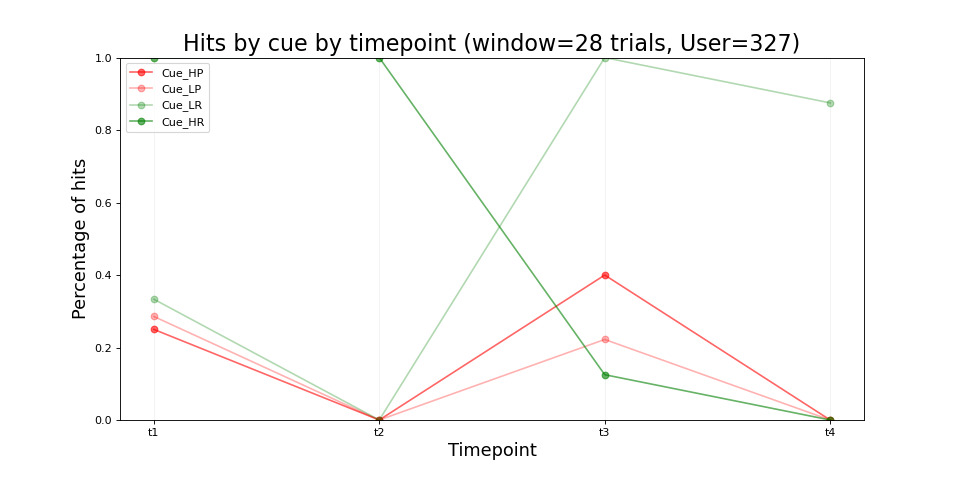 Hits by cue by timepoint (window=28 trials, User=327)
Percentage of hits
1.0
0.8
0.6
0.4
0.2
0.0
Cue_HP
Cue_LP
Cue_LR
Cue_HR
t1 t2 t3 t4
Timepoint